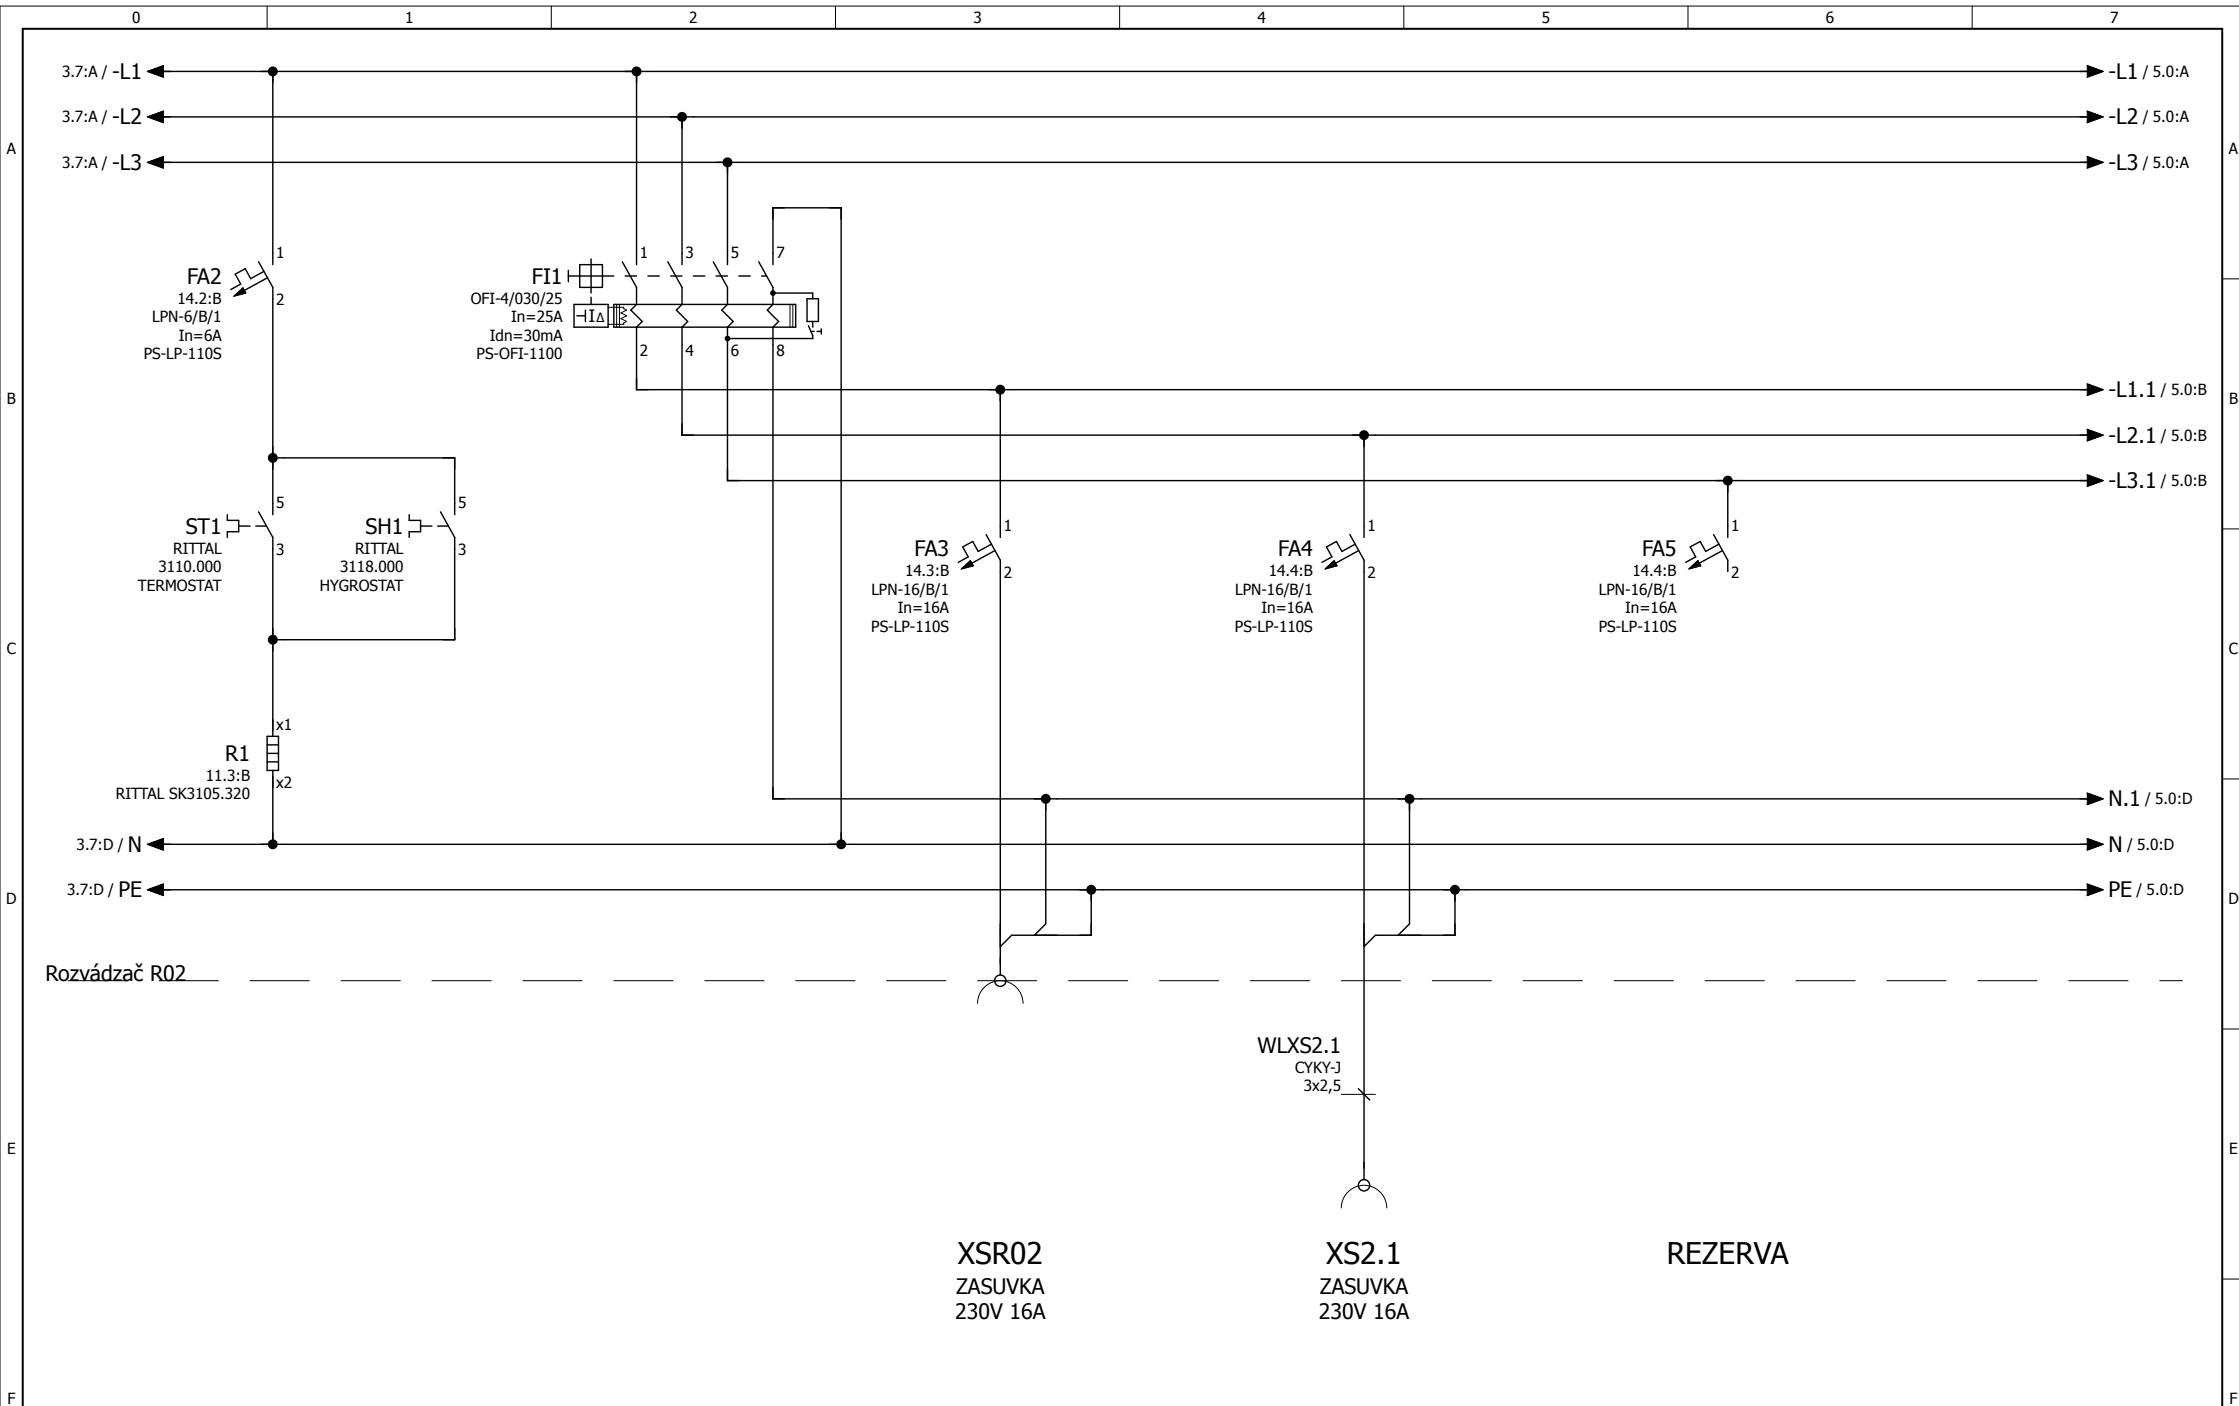 0 1 2 3 4 5 6 7
3.7:A / -L1 -L1 / 5.0:A
3.7:A / -L2 -L2 / 5.0:A
A A
3.7:A / -L3 -L3 / 5.0:A
1 1 3 5 7
FA2 FI1
14.2:B OFI-4/030/25
2
LPN-6/B/1 In=25A
⊣IΔ
In=6A Idn=30mA
PS-LP-110S PS-OFI-1100
2 4 6 8
-L1.1 / 5.0:B
B B
-L2.1 / 5.0:B
-L3.1 / 5.0:B
5 5
ST1 SH1
1 1 1
RITTAL RITTAL
3 3
FA3 FA4 FA5
3110.000 3118.000
14.3:B 14.4:B 14.4:B
2 2 2
TERMOSTAT HYGROSTAT
LPN-16/B/1 LPN-16/B/1 LPN-16/B/1
In=16A In=16A In=16A
PS-LP-110S PS-LP-110S PS-LP-110S
C C
x1
R1
11.3:B
x2
RITTAL SK3105.320
N.1 / 5.0:D
3.7:D / N N / 5.0:D
3.7:D / PE PE / 5.0:D
D D
Rozvádzač R02
WLXS2.1
CYKY-J
3x2,5
E E
XSR02 XS2.1 REZERVA
ZASUVKA ZASUVKA
230V 16A 230V 16A
F F